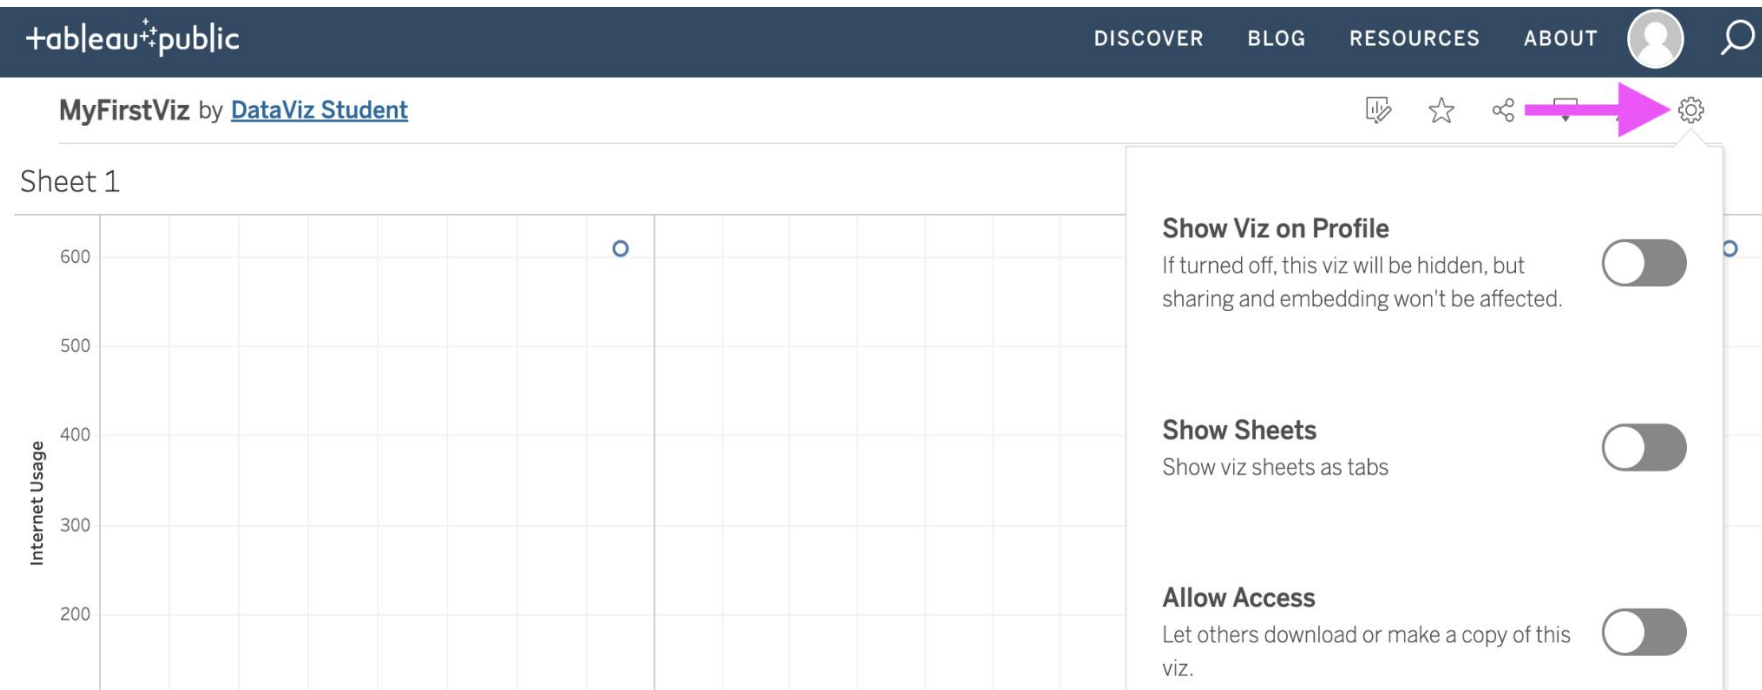 +ableau public
DISCOVER BLOG RESOURCES ABOUT
MyFirstViz by DataViz Student
Sheet 1
Show Viz on Profile
If turned off, this viz will be hidden, but
sharing and embedding won't be affected.
Show Sheets
Show viz sheets as tabs
Allow Access
Let others download or make a copy of this
viz.
600
500
400
300
200
Internet Usage